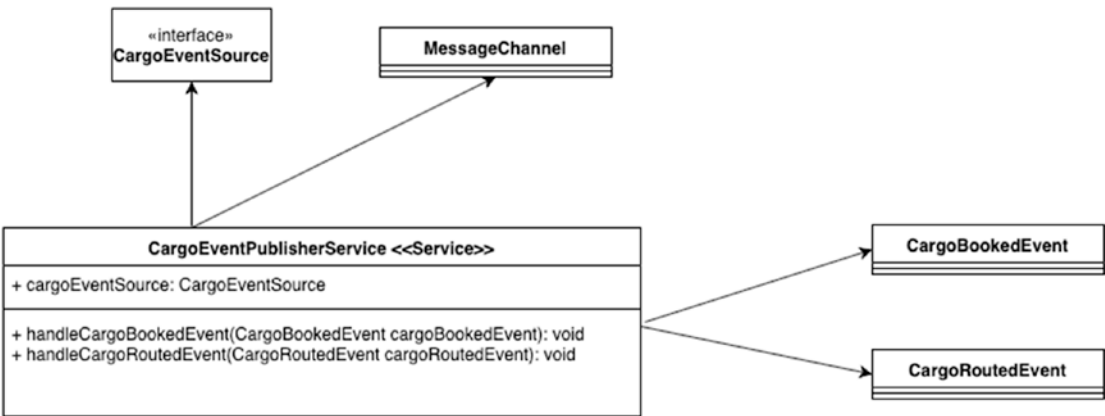 «interface»
CargoEventSource
MessageChannel
CargoEventPublisherService <<Service>>
+ cargoEventSource: CargoEventSource
+ handleCargoBookedEvent(CargoBookedEvent cargoBookedEvent): void
+ handleCargoRoutedEvent(CargoRoutedEvent cargoRoutedEvent): void
CargoBookedEvent
CargoRoutedEvent